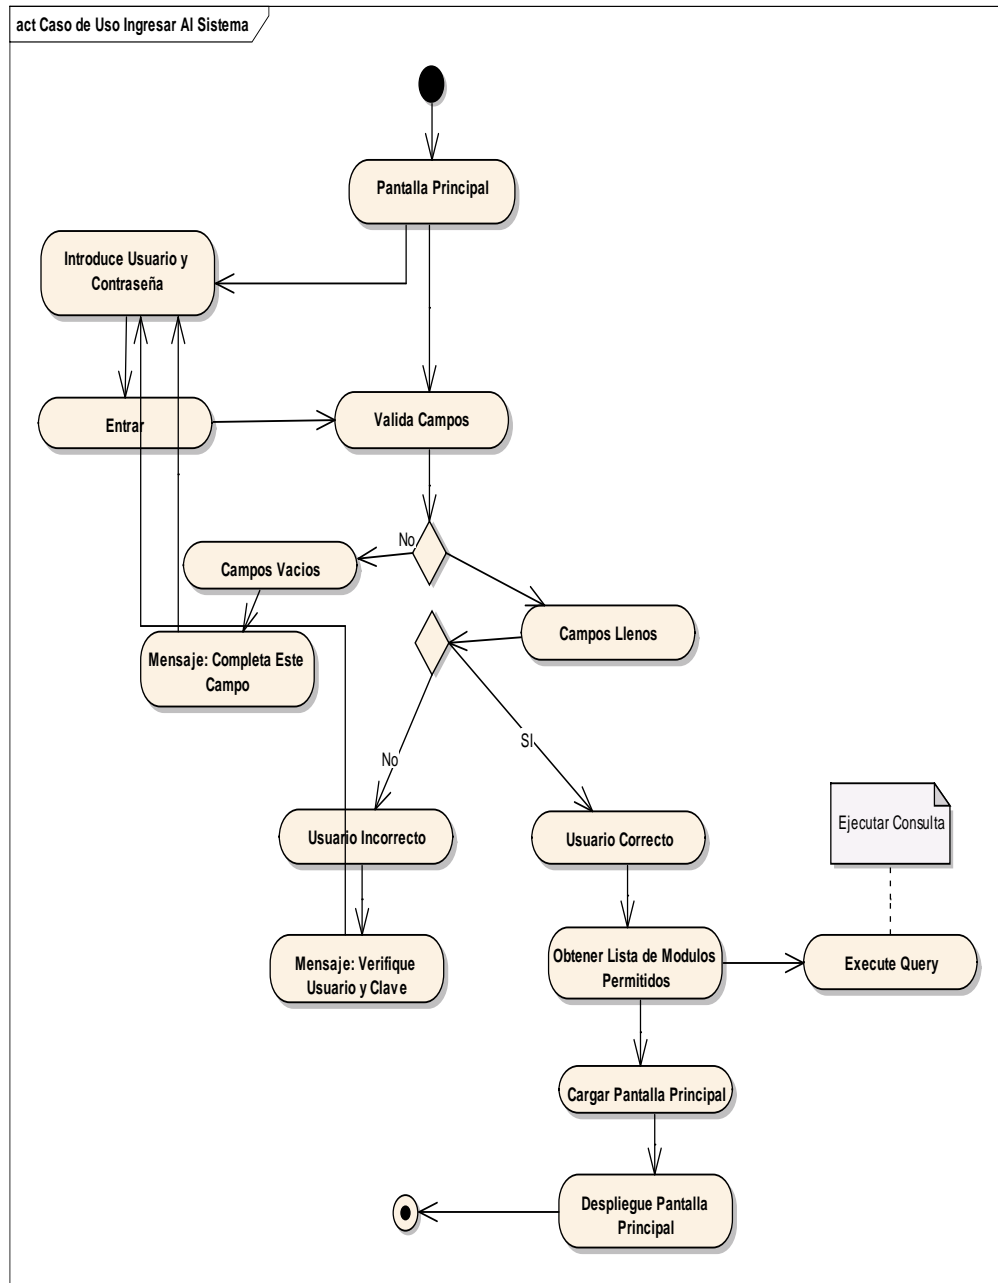 act Caso de Uso Ingresar Al Sistema
Pantalla Principal
Introduce Usuario y
Contraseña
Entrar
Valida Campos
No
Campos Vacios
Campos Llenos
Mensaje: Completa Este
Campo
SI
No
Usuario Incorrecto
Usuario Correcto
Ejecutar Consulta
Mensaje: Verifique
Usuario y Clave
Obtener Lista de Modulos
Permitidos
Execute Query
Cargar Pantalla Principal
Despliegue Pantalla
Principal